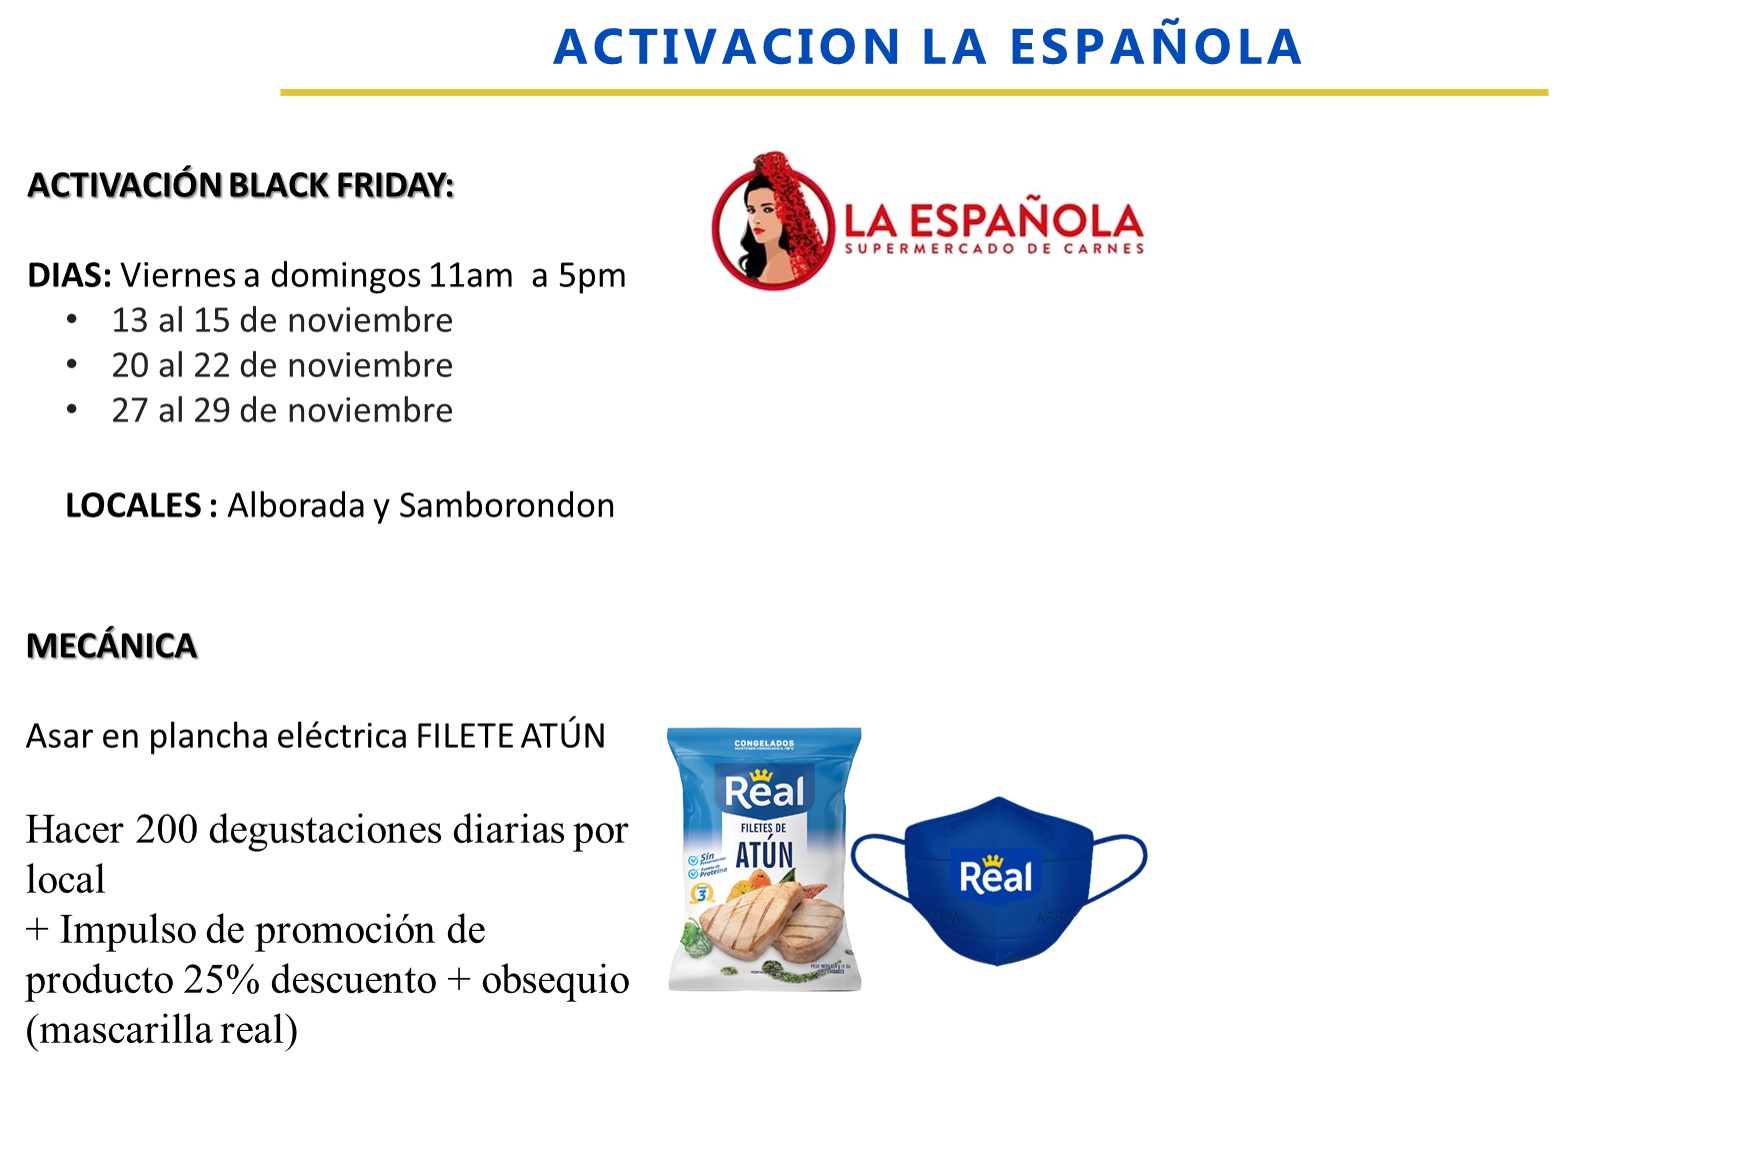 ACTIVACION LA ESPAÑOLA
ACTIVACIÓN BLACK FRIDAY:
LA ESPAÑOLA
SUPERMERCADO DE CARNES
DIAS: Viernes a domingos 11am a 5pm
• 13 al 15 de noviembre
• 20 al 22 de noviembre
• 27 al 29 de noviembre
LOCALES : Alborada y Samborondon
MECÁNICA
Asar en plancha eléctrica FILETE ATÚN
Hacer 200 degustaciones diarias por
local
+ Impulso de promoción de
producto 25% descuento + obsequio
(mascarilla real)
CONGELADOS
Real
FILETES DE
ATÚN
Sin
Proteína
3
Real